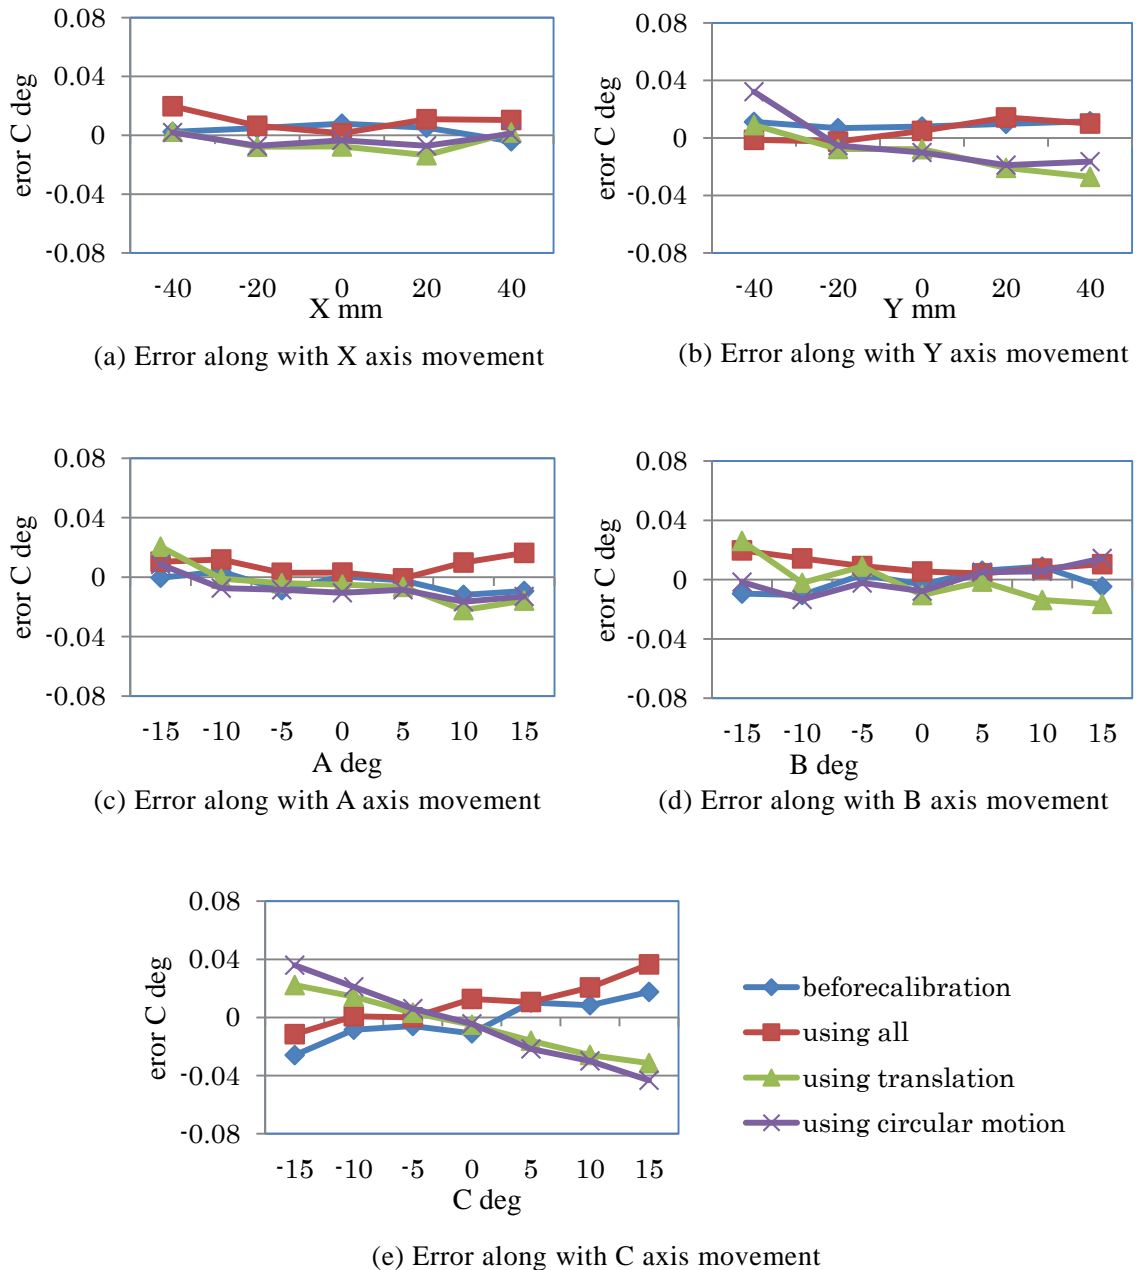 0.08
0.04
0
-0.04
-0.08
eror C deg
-40 -20 0 20 40
X mm
(a) Error along with X axis movement
0.08
0.04
0
-0.04
-0.08
eror C deg
-40 -20 0 20 40
Y mm
(b) Error along with Y axis movement
0.08
0.04
0
-0.04
-0.08
eror C deg
-15 -10 -5 0 5 10 15
A deg
(c) Error along with A axis movement
0.08
0.04
0
-0.04
-0.08
eror C deg
-15 -10 -5 0 5 10 15
B deg
(d) Error along with B axis movement
0.08
0.04
0
-0.04
-0.08
eror C deg
-15 -10 -5 0 5 10 15
C deg
beforecalibration
using all
using translation
using circular motion
(e) Error along with C axis movement